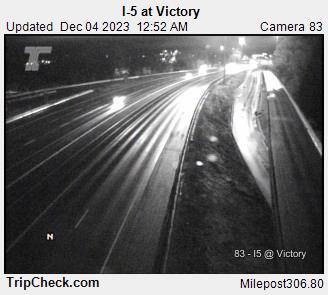 I-5 at Victory
Updated  Dec 04 2023  12:52 AM
Camera 83
T
N
83 - I5 @ Victory
TripCheck.com
Milepost306.80